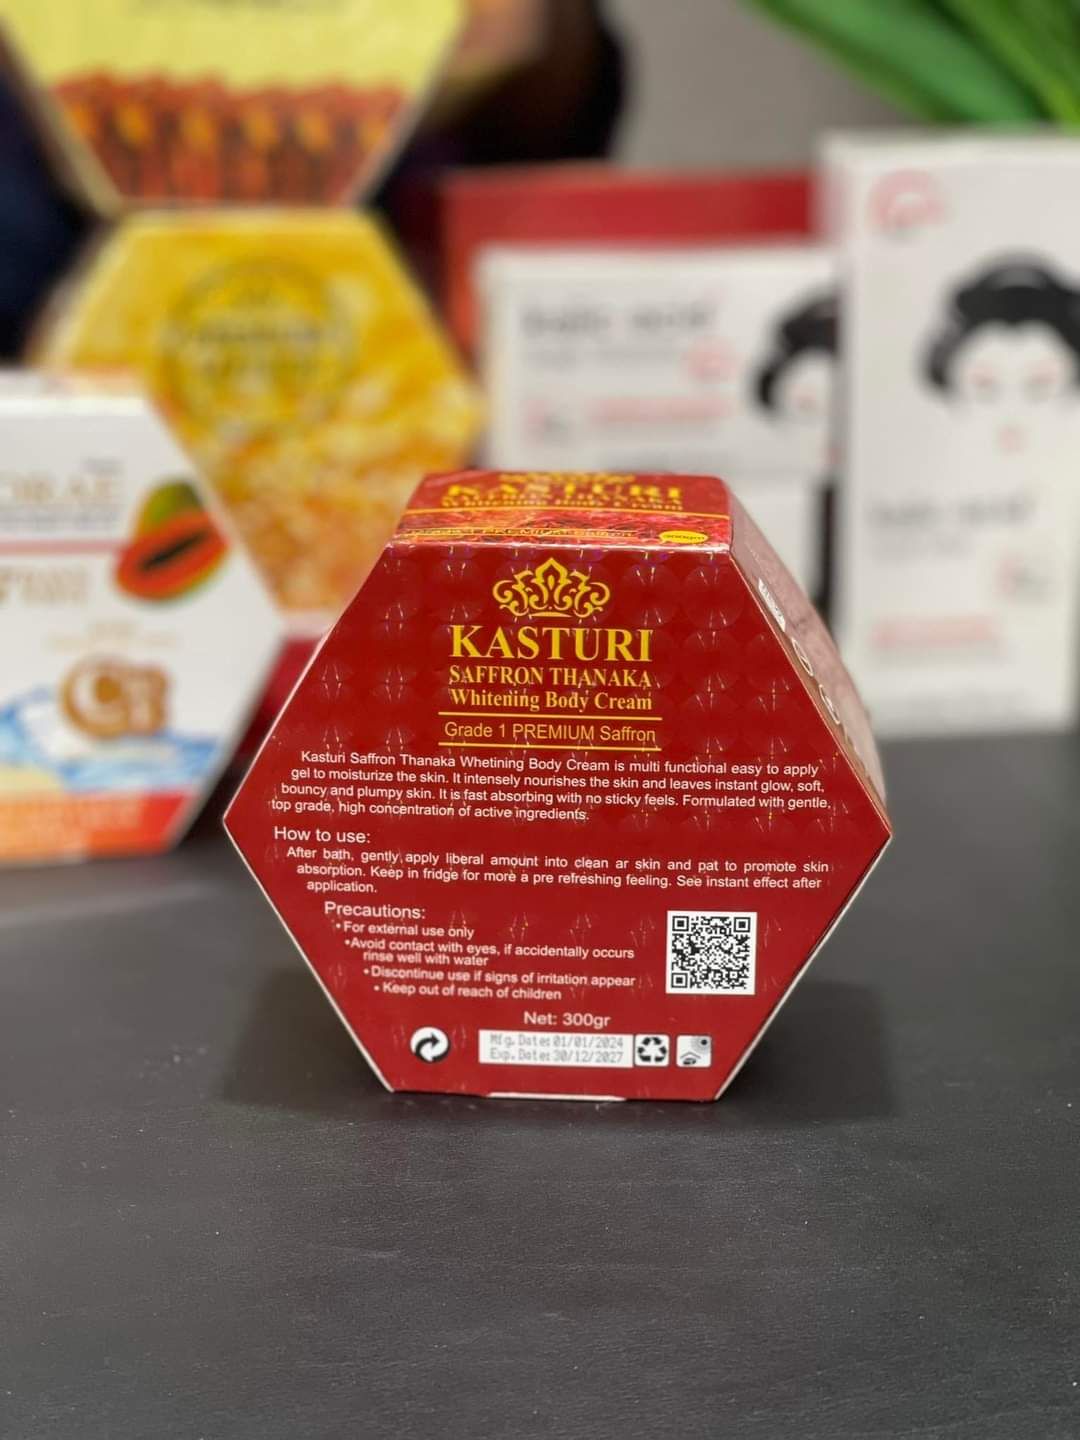 KASTURI
Whitening Body Cream
KASTURI
SAFFRON THANAKA
Whitening Body Cream
Grade 1 PREMIUM Saffron
Kasturi Saffron Thanaka Whetining Body Cream is multi functional easy to apply
gel to moisturize the skin. It intensely nourishes the skin and leaves instant glow, soft,
bouncy and plumpy skin. It is fast absorbing with no sticky feels. Formulated with gentle,
top grade, high concentration of active ingredients.
How to use:
After bath, gently apply liberal amount into clean ar skin and pat to promote skin
absorption. Keep in fridge for more a pre refreshing feeling. See instant effect after
application.
Precautions:
• For external use only
• Avoid contact with eyes, if accidentally occurs
rinse well with water
• Discontinue use if signs of irritation appear
• Keep out of reach of children
Net: 300gr
Mfg. Date: 01/01/2024
Exp. Date: 30/12/2027